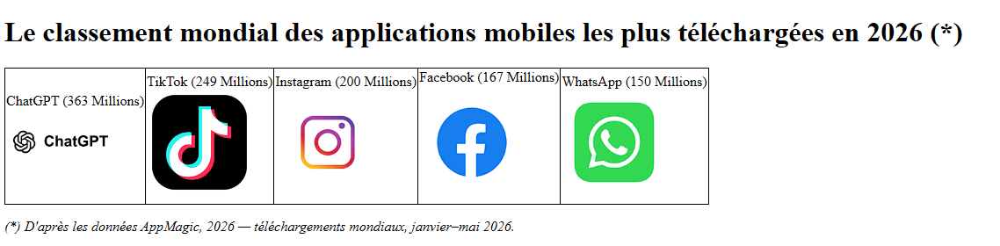 Le classement mondial des applications mobiles les plus téléchargées en 2026 (*)
ChatGPT (363 Millions)
ChatGPT
TikTok (249 Millions)
Instagram (200 Millions)
Facebook (167 Millions)
WhatsApp (150 Millions)
(*) D'après les données AppMagic, 2026 — téléchargements mondiaux, janvier–mai 2026.